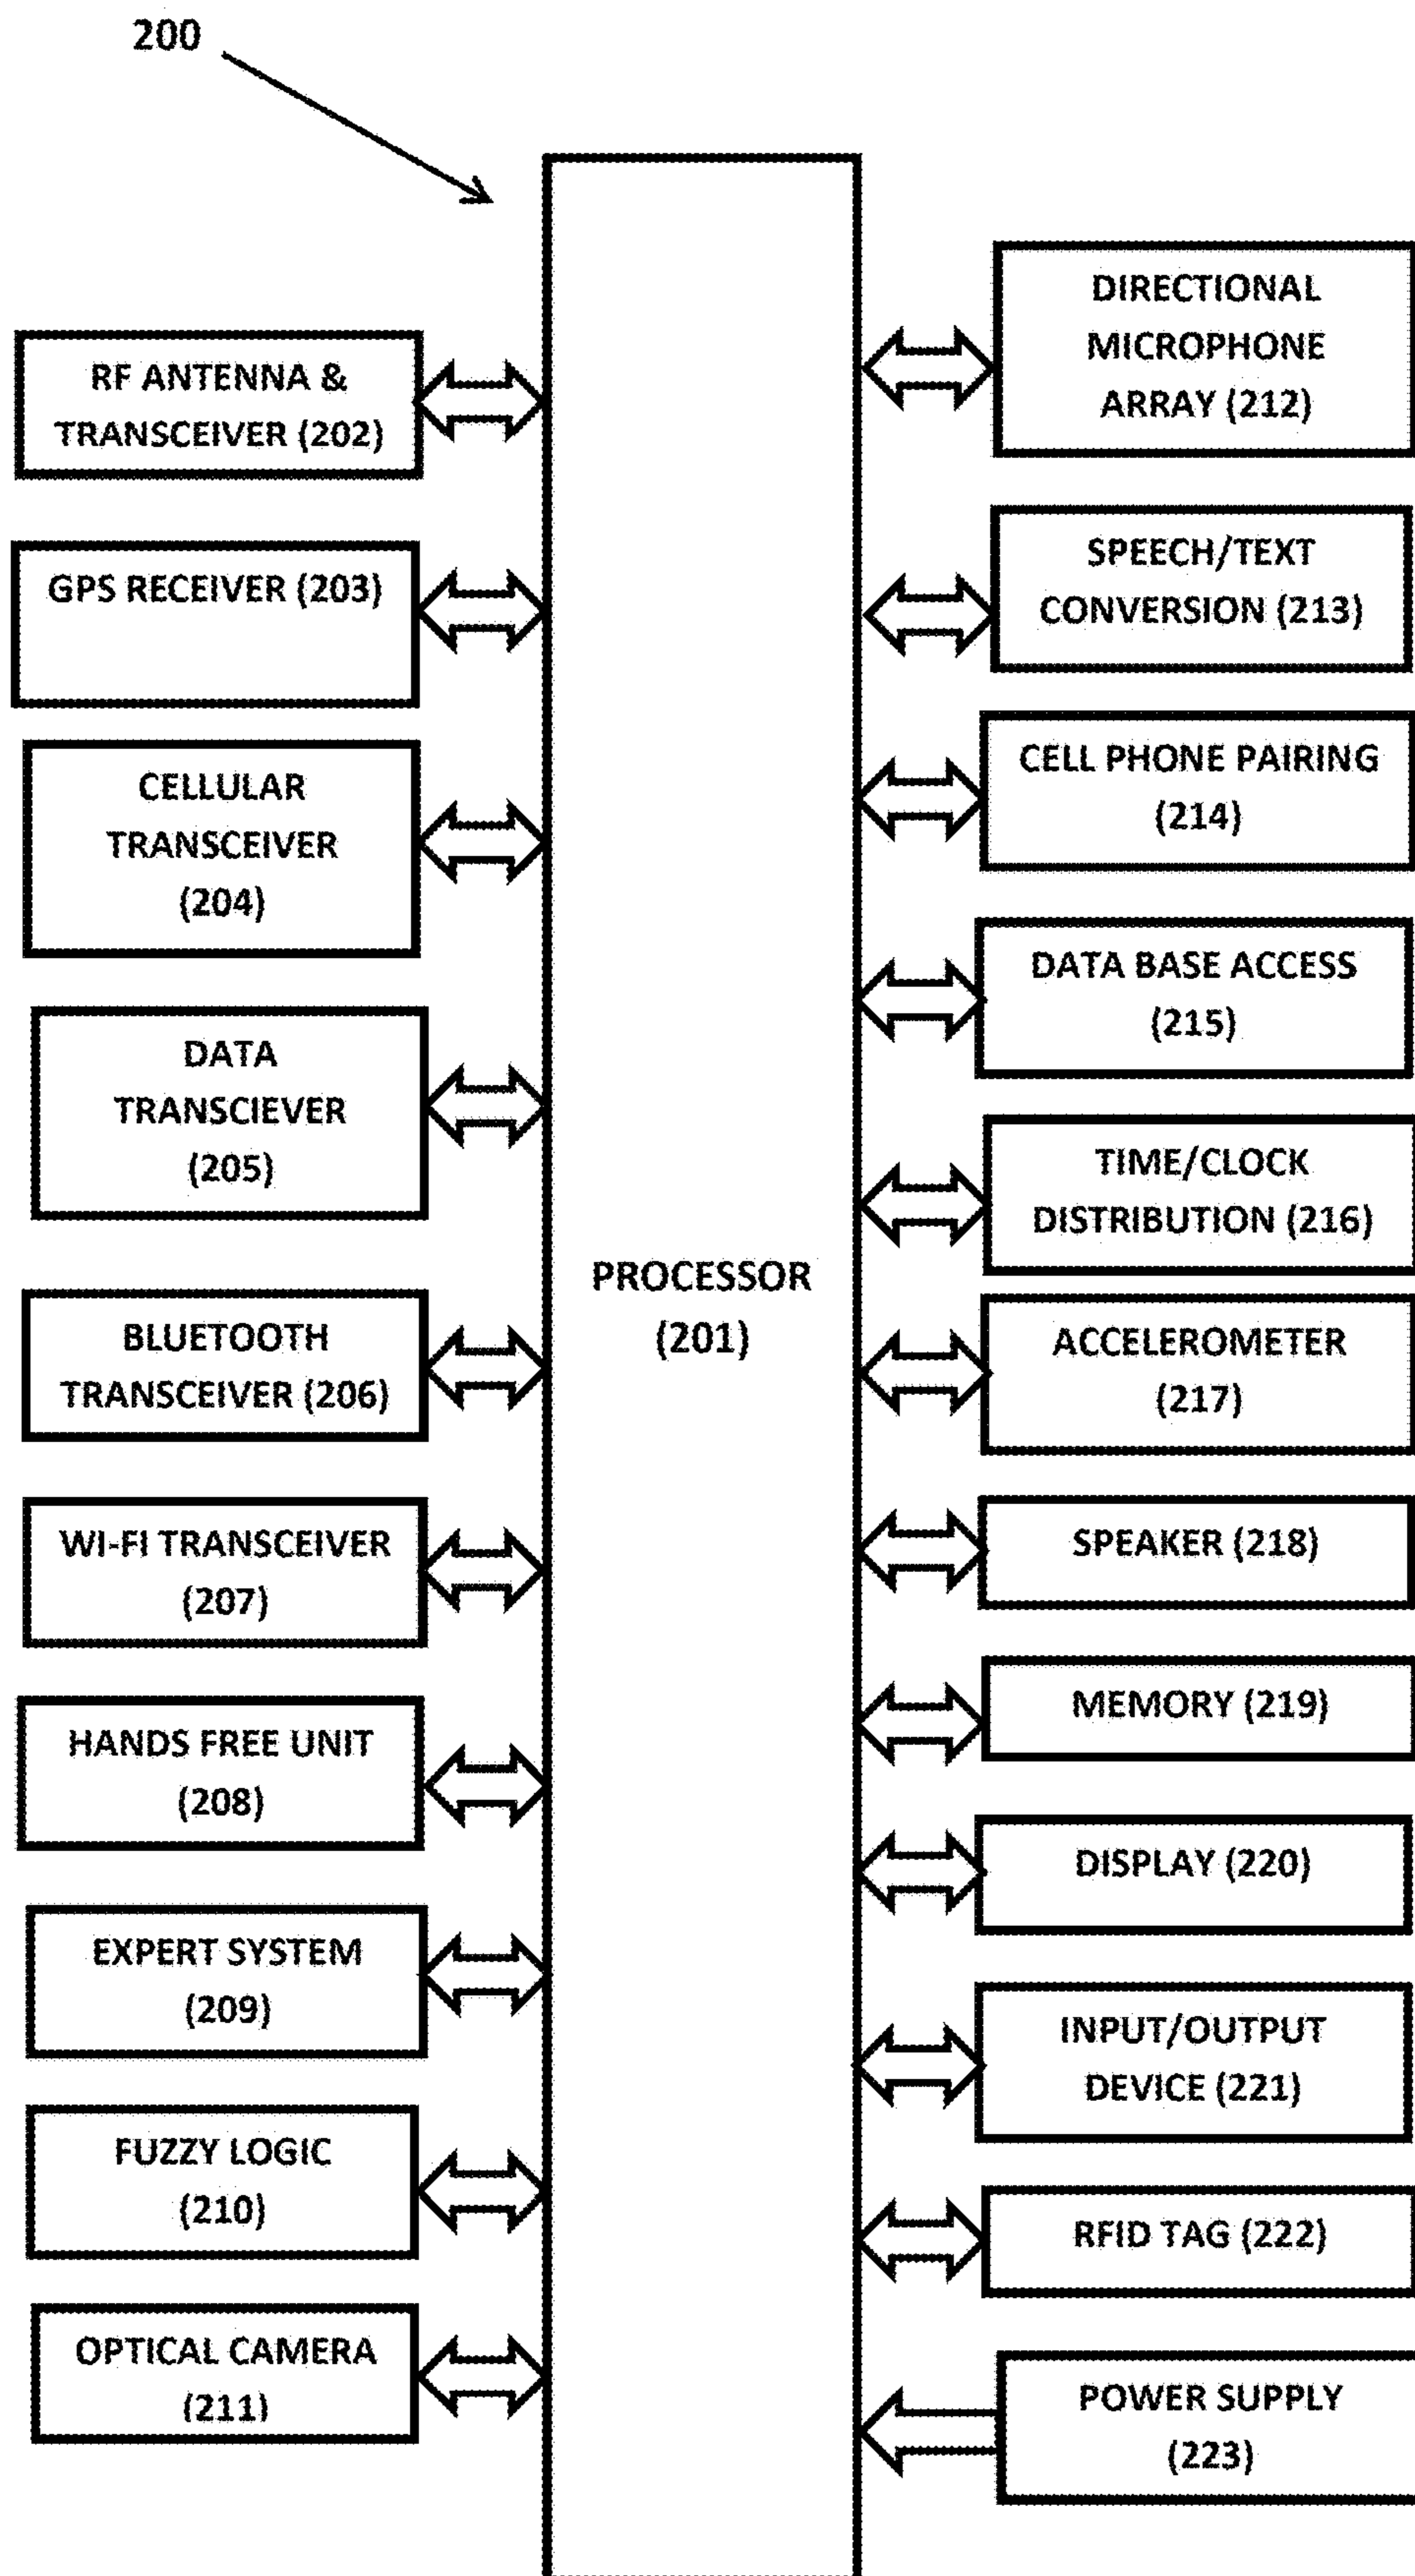 200
RF ANTENNA &
TRANSCEIVER (202)
GPS RECEIVER (203)
CELLULAR
TRANSCEIVER
(204)
DATA
TRANSCIEVER
(205)
BLUETOOTH
TRANSCEIVER (206)
WI-FI TRANSCEIVER
(207)
HANDS FREE UNIT
(208)
EXPERT SYSTEM
(209)
FUZZY LOGIC
(210)
OPTICAL CAMERA
(211)
PROCESSOR
(201)
DIRECTIONAL
MICROPHONE
ARRAY (212)
SPEECH/TEXT
CONVERSION (213)
CELL PHONE PAIRING
(214)
DATA BASE ACCESS
(215)
TIME/CLOCK
DISTRIBUTION (216)
ACCELEROMETER
(217)
SPEAKER (218)
MEMORY (219)
DISPLAY (220)
INPUT/OUTPUT
DEVICE (221)
RFID TAG (222)
POWER SUPPLY
(223)